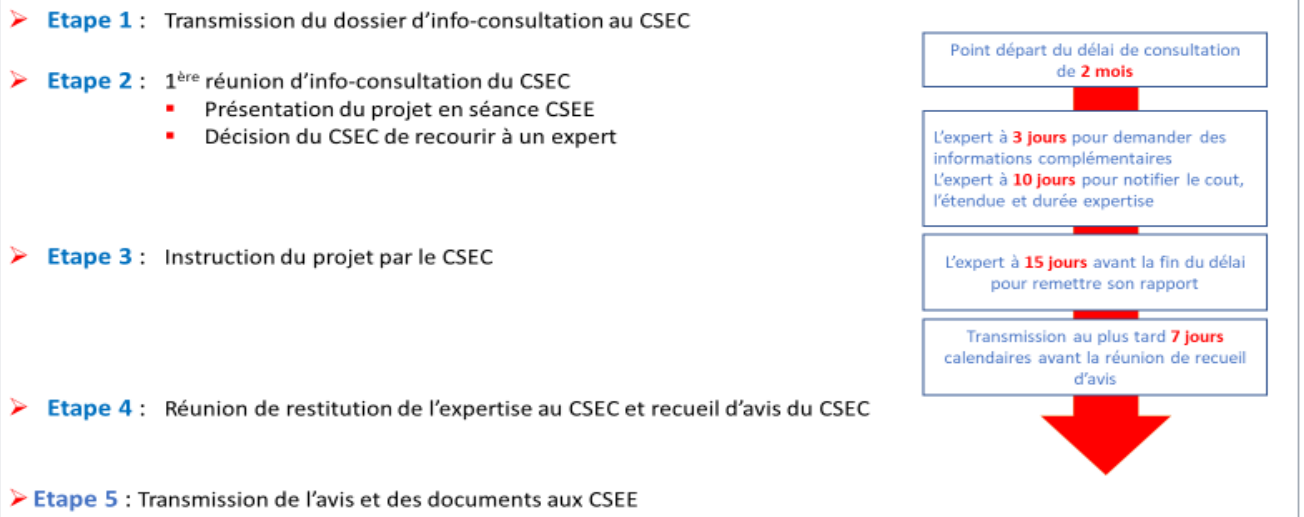 ➢ Etape 1 : Transmission du dossier d'info-consultation au CSEC
➢ Etape 2 : 1ère réunion d'info-consultation du CSEC
▪ Présentation du projet en séance CSEE
▪ Décision du CSEC de recourir à un expert
➢ Etape 3 : Instruction du projet par le CSEC
➢ Etape 4 : Réunion de restitution de l'expertise au CSEC et recueil d'avis du CSEC
➢ Etape 5 : Transmission de l'avis et des documents aux CSEE
Point départ du délai de consultation
de 2 mois
L'expert à 3 jours pour demander des
informations complémentaires
L'expert à 10 jours pour notifier le cout,
l'étendue et durée expertise
L'expert à 15 jours avant la fin du délai
pour remettre son rapport
Transmission au plus tard 7 jours
calendaires avant la réunion de recueil
d'avis